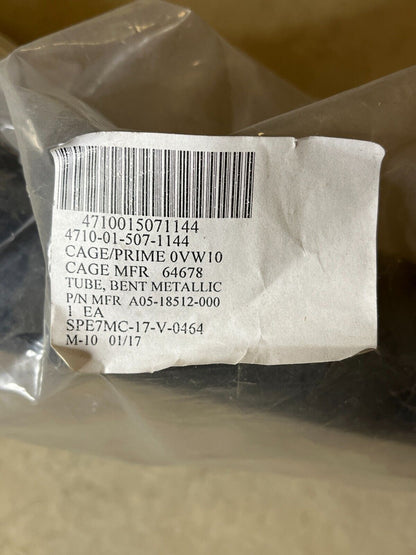 4710015071144
4710-01-507-1144
CAGE/PRIME 0VW10
CAGE MFR 64678
TUBE, BENT METALLIC
P/N MFR A05-18512-000
1 EA
SPE7MC-17-V-0464
M-10 01/17